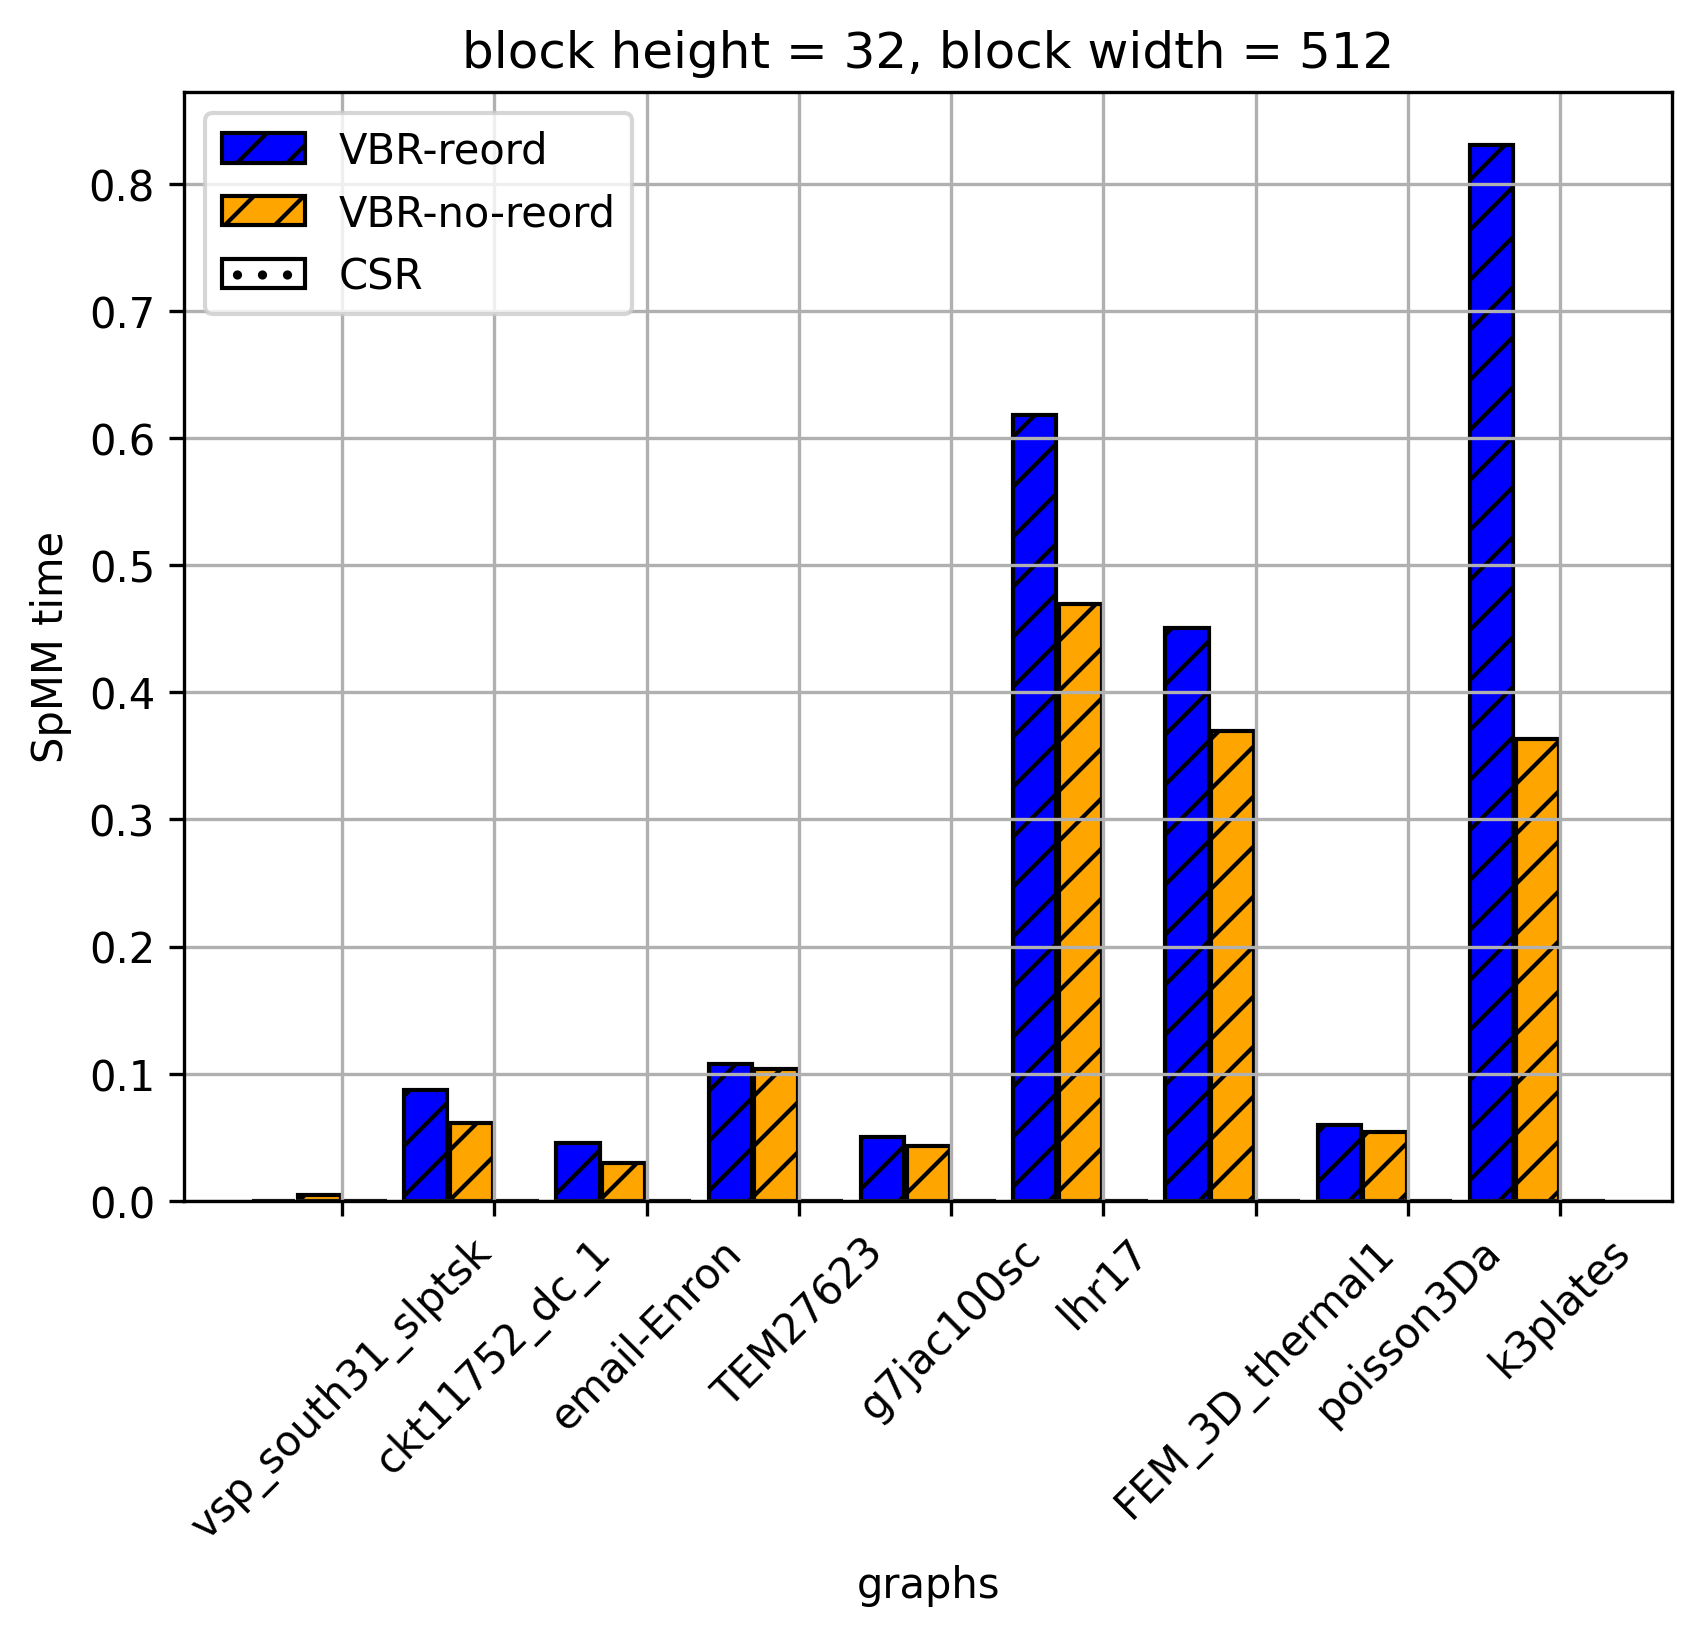 block height = 32, block width = 512
VBR-reord
VBR-no-reord
CSR
SpMM time
0.8
0.7
0.6
0.5
0.4
0.3
0.2
0.1
0.0
vsp_south31_slptsk
ckt11752_dc_1
email-Enron
TEM27623
g7jac100sc
lhr17
FEM_3D_thermal1
poisson3Da
k3plates
graphs